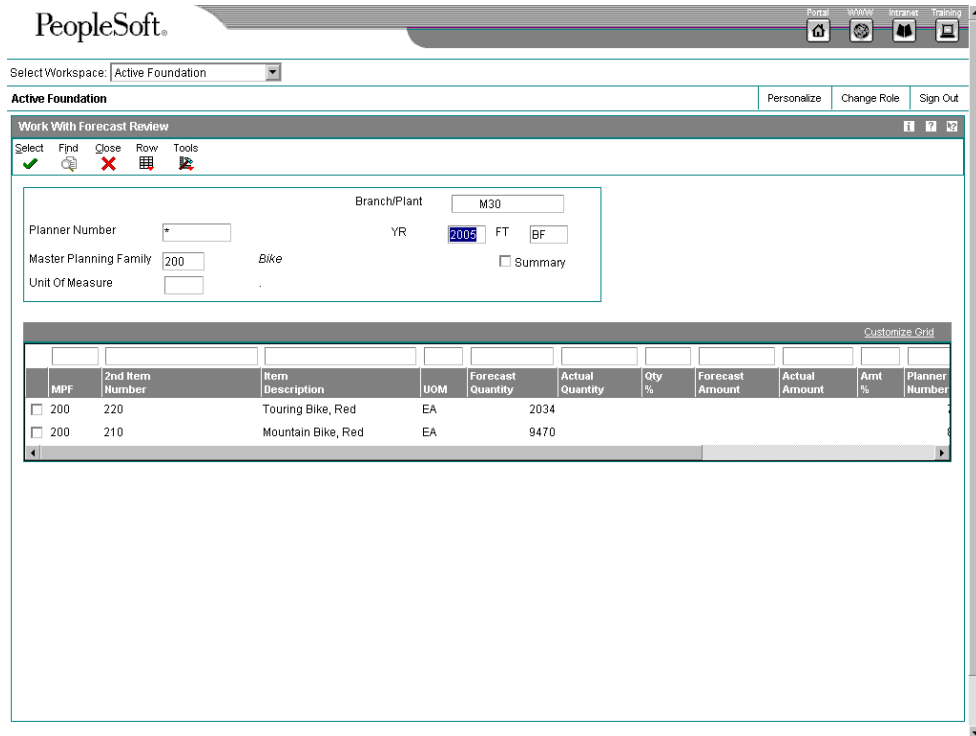 Portal WWW Intranet Training
PeopleSoft.
Select Workspace: Active Foundation
Active Foundation Personalize Change Role Sign Out
Work With Forecast Review i ? ?
Select Find Close Row Tools
Branch/Plant M30
Planner Number * YR 2005 FT BF
Master Planning Family 200 Bike Summary
Unit Of Measure .
Customize Grid
MPF 2nd Item Number Item Description UOM Forecast Quantity Actual Quantity Qty % Forecast Amount Actual Amount Amt % Planner Number
200 220 Touring Bike, Red EA 2034
200 210 Mountain Bike, Red EA 9470